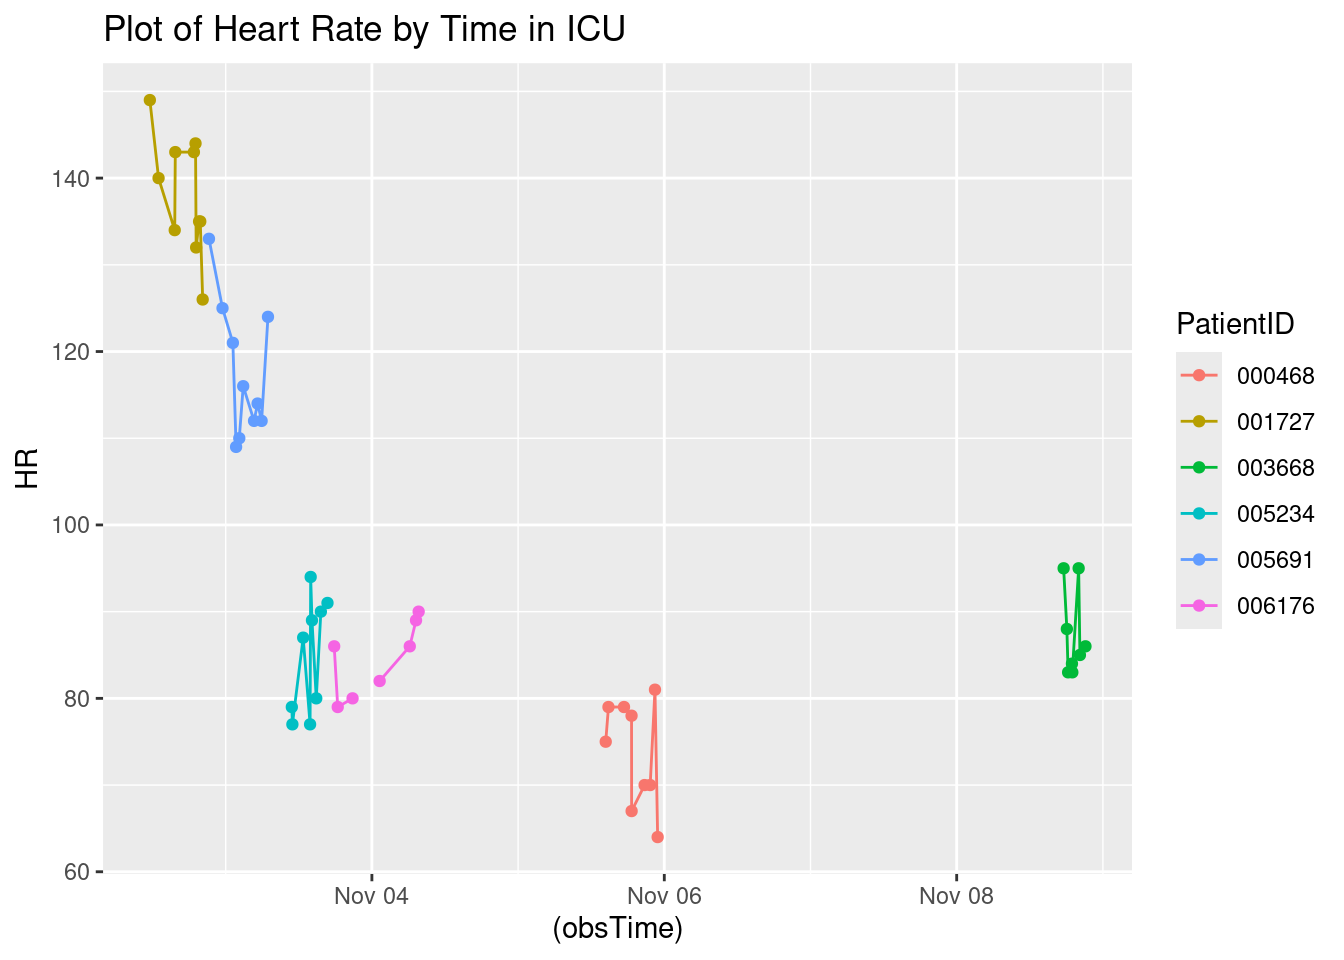 Plot of Heart Rate by Time in ICU
HR
140
120
100
80
60
Nov 04
Nov 06
Nov 08
(obsTime)
PatientID
000468
001727
003668
005234
005691
006176